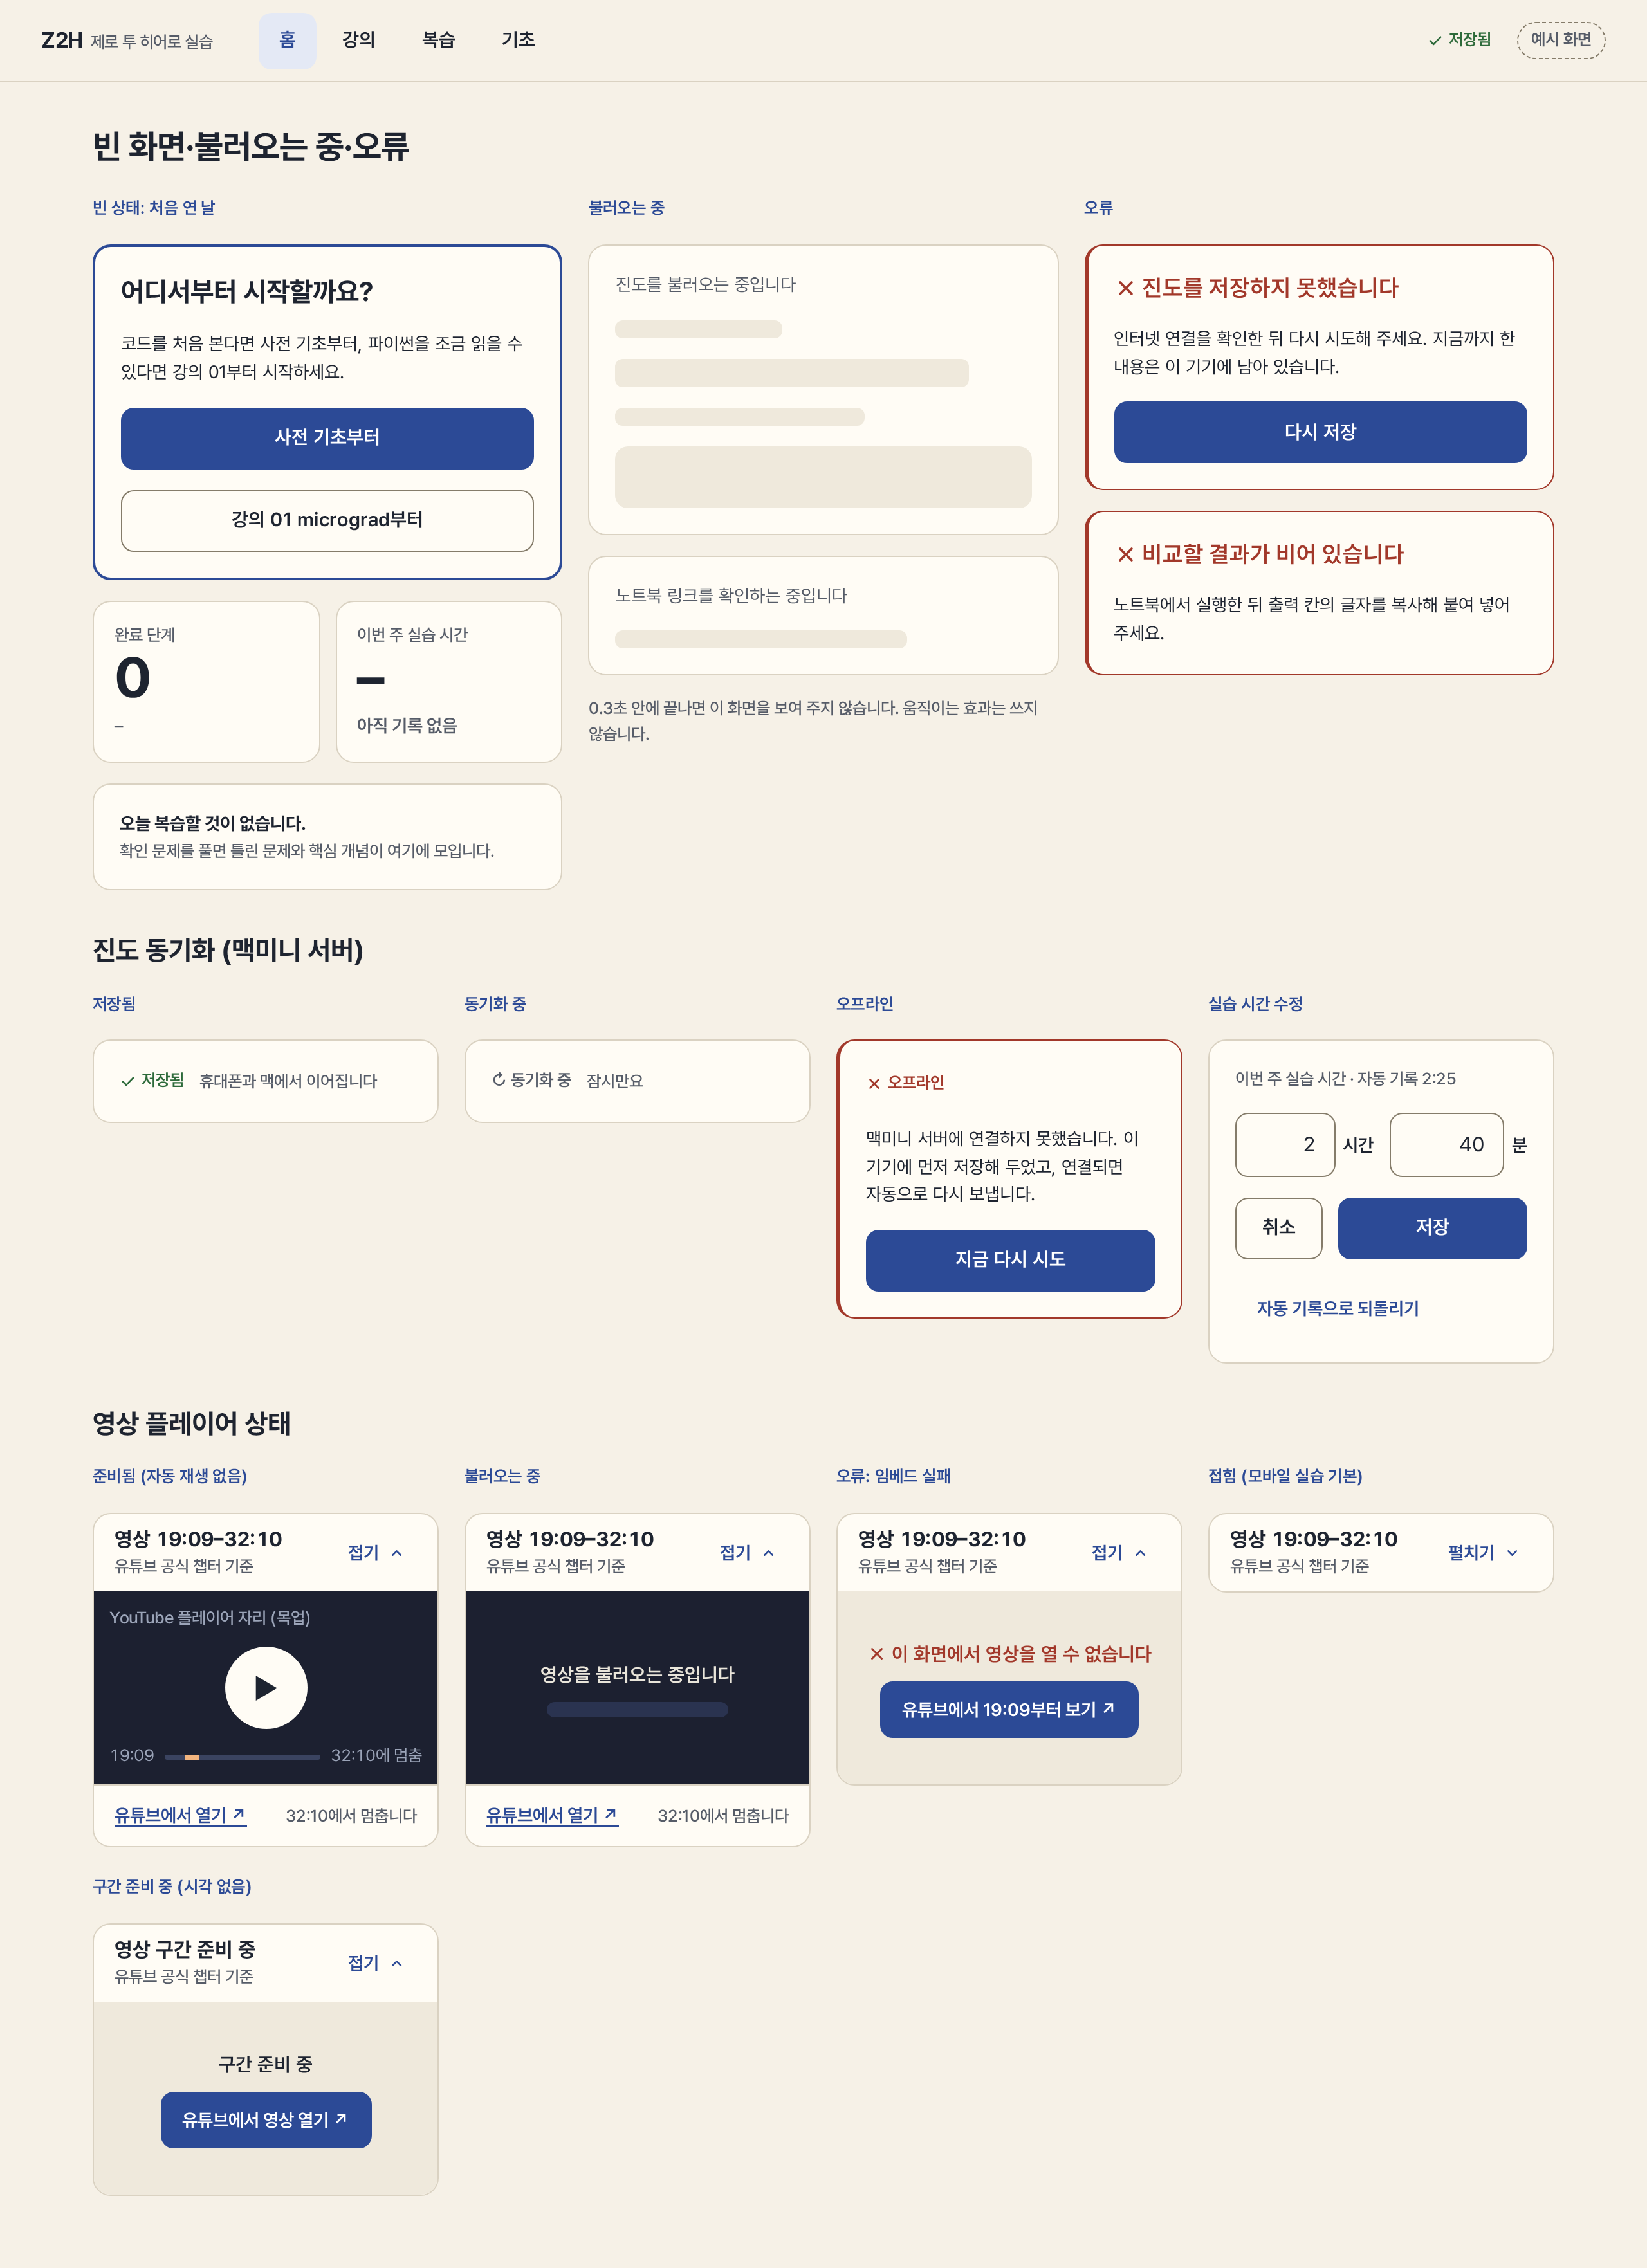 Z2H 제로 투 히어로 실습
홈
강의
복습
기초
저장됨
예시 화면
빈 화면·불러오는 중·오류
빈 상태: 처음 연 날
어디서부터 시작할까요?
코드를 처음 본다면 사전 기초부터, 파이썬을 조금 읽을 수
있다면 강의 01부터 시작하세요.
사전 기초부터
강의 01 micrograd부터
완료 단계
0
–
이번 주 실습 시간
–
아직 기록 없음
오늘 복습할 것이 없습니다.
확인 문제를 풀면 틀린 문제와 핵심 개념이 여기에 모입니다.
불러오는 중
진도를 불러오는 중입니다
노트북 링크를 확인하는 중입니다
0.3초 안에 끝나면 이 화면을 보여 주지 않습니다. 움직이는 효과는 쓰지
않습니다.
오류
진도를 저장하지 못했습니다
인터넷 연결을 확인한 뒤 다시 시도해 주세요. 지금까지 한
내용은 이 기기에 남아 있습니다.
다시 저장
비교할 결과가 비어 있습니다
노트북에서 실행한 뒤 출력 칸의 글자를 복사해 붙여 넣어
주세요.
진도 동기화 (맥미니 서버)
저장됨
저장됨 휴대폰과 맥에서 이어집니다
동기화 중
동기화 중 잠시만요
오프라인
오프라인
맥미니 서버에 연결하지 못했습니다. 이
기기에 먼저 저장해 두었고, 연결되면
자동으로 다시 보냅니다.
지금 다시 시도
실습 시간 수정
이번 주 실습 시간 · 자동 기록 2:25
2 시간 40 분
취소
저장
자동 기록으로 되돌리기
영상 플레이어 상태
준비됨 (자동 재생 없음)
영상 19:09–32:10
유튜브 공식 챕터 기준
접기
YouTube 플레이어 자리 (목업)
19:09
32:10에 멈춤
유튜브에서 열기 ↗
32:10에서 멈춥니다
불러오는 중
영상 19:09–32:10
유튜브 공식 챕터 기준
접기
영상을 불러오는 중입니다
유튜브에서 열기 ↗
32:10에서 멈춥니다
오류: 임베드 실패
영상 19:09–32:10
유튜브 공식 챕터 기준
접기
이 화면에서 영상을 열 수 없습니다
유튜브에서 19:09부터 보기 ↗
접힘 (모바일 실습 기본)
영상 19:09–32:10
유튜브 공식 챕터 기준
펼치기
구간 준비 중 (시각 없음)
영상 구간 준비 중
유튜브 공식 챕터 기준
접기
구간 준비 중
유튜브에서 영상 열기 ↗